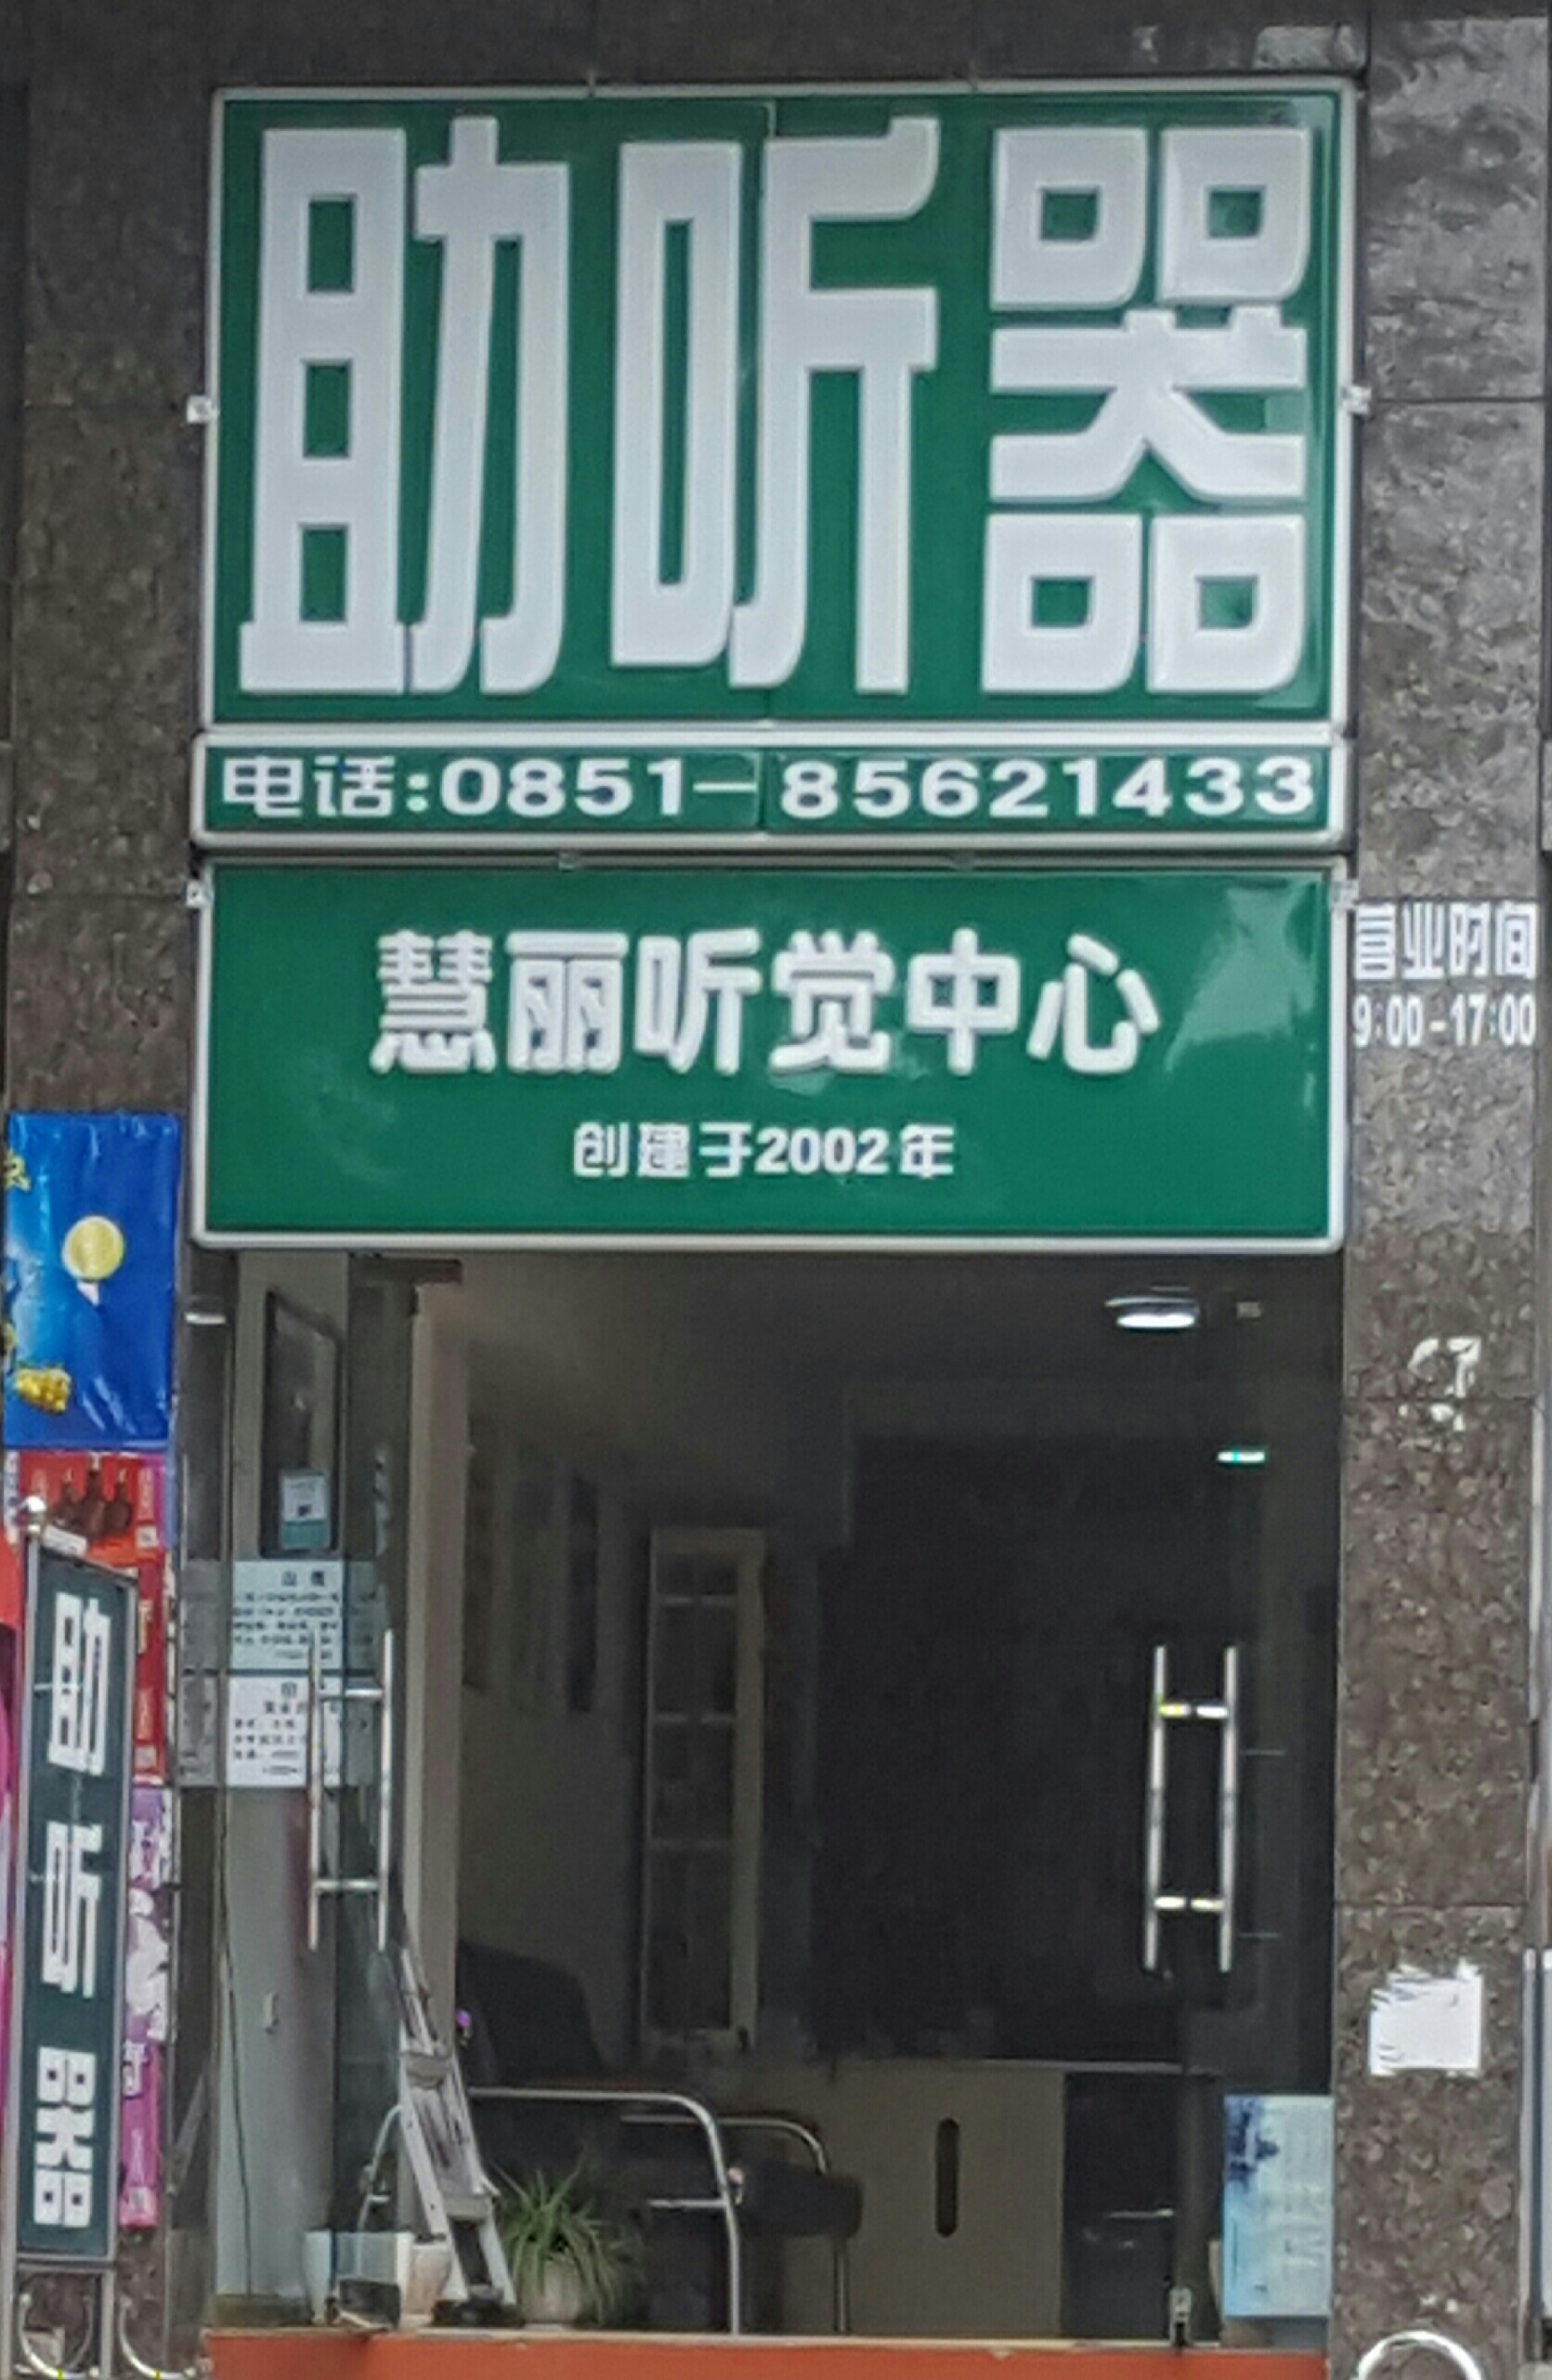 助听器
电话:0851-85621433
慧丽听觉中心
创建于2002年
营业时间
9:00-17:00
助听器